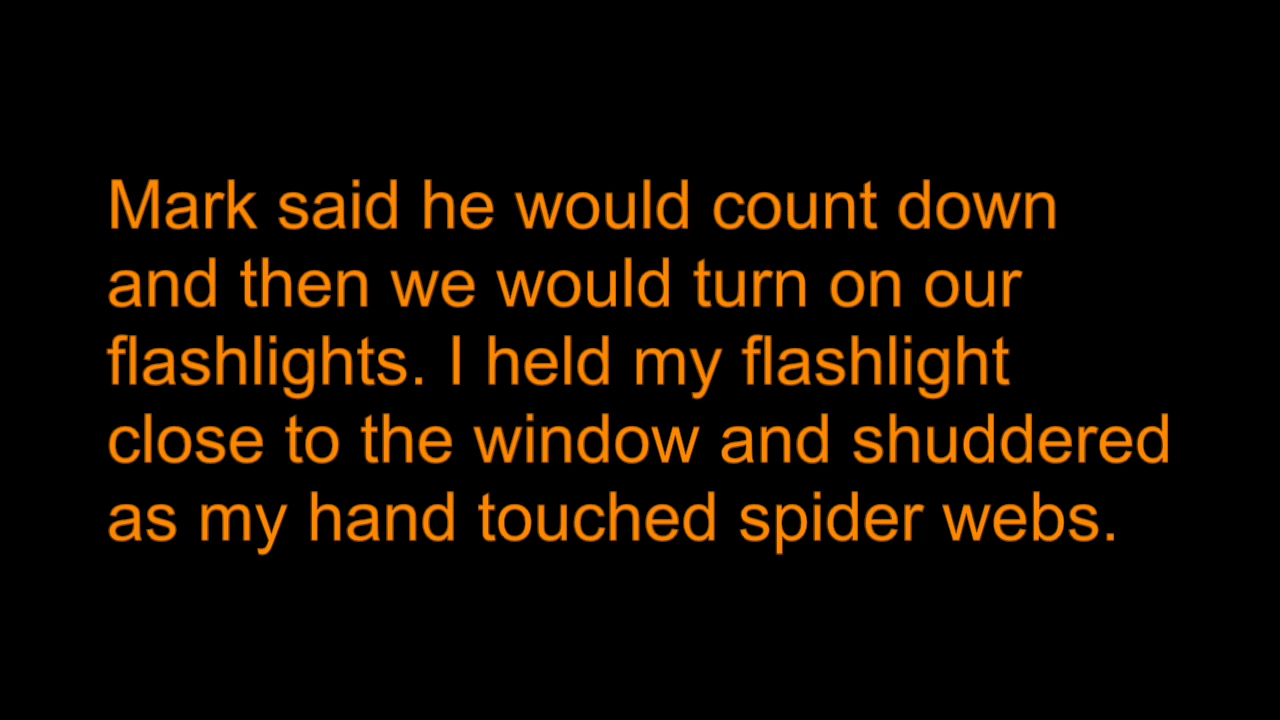 Mark said he would count down
and then we would turn on our
flashlights. I held my flashlight
close to the window and shuddered
as my hand touched spider webs.